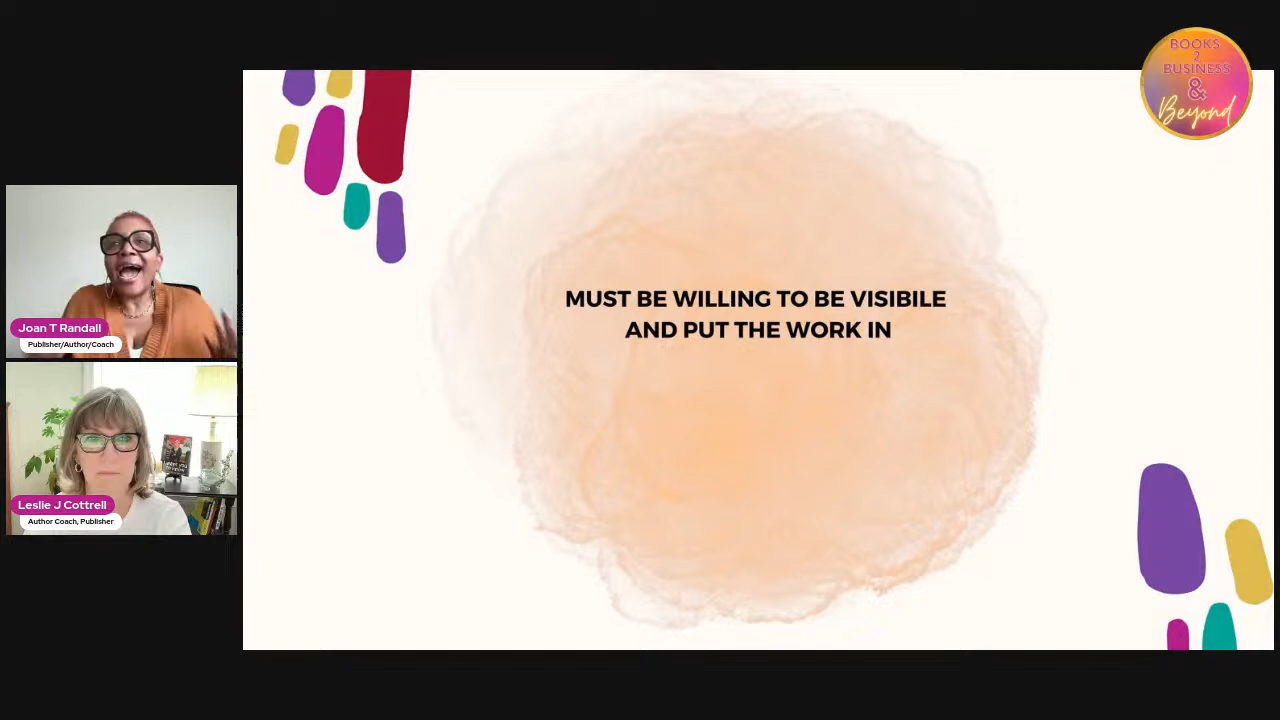 BOOKS
2
BUSINESS
&
Beyond
MUST BE WILLING TO BE VISIBILE
AND PUT THE WORK IN
Joan T Randall
Publisher/Author/Coach
Leslie J Cottrell
Author Coach, Publisher